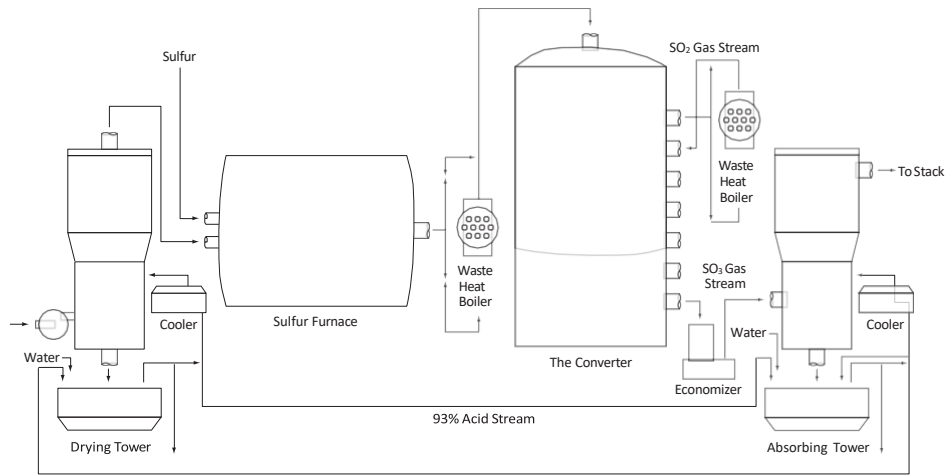 SO₂ Gas Stream
Sulfur
To Stack
Waste
Heat
Boiler
Waste
Heat
Boiler
SO₃ Gas
Stream
Sulfur Furnace
Cooler
Cooler
Water
Water
The Converter
Economizer
93% Acid Stream
Drying Tower
Absorbing Tower